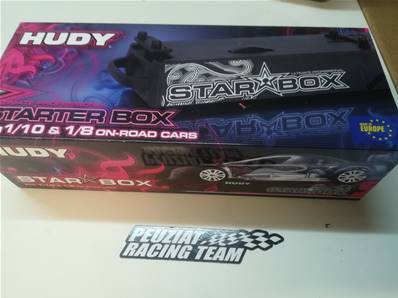 HUDY
STAR BOX
STARTER BOX
1/10 & 1/8 ON-ROAD CARS
EUROPE
HUDY
STAR BOX
HUDY
PEUZIAT
RACING TEAM